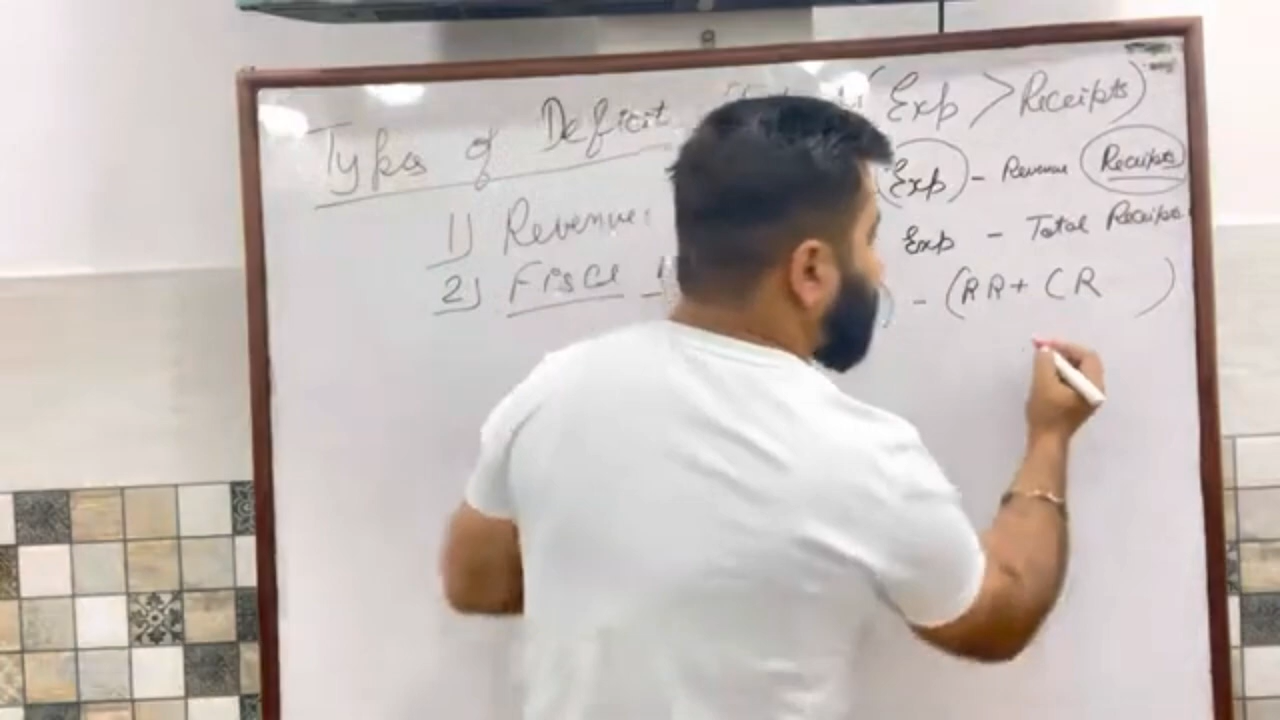 Types of Deficit (Exp > Receipts)
1) Revenue Exp - Revenue Receipts
2) Fiscal Exp - Total Receipts
) - (RR+ CR )